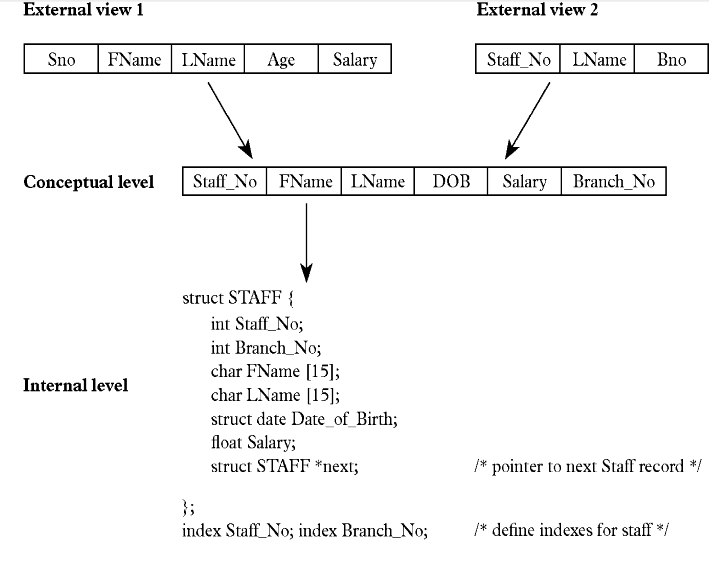 External view 1 External view 2
Sno FName LName Age Salary Staff_No LName Bno
Conceptual level Staff_No FName LName DOB Salary Branch_No
struct STAFF {
int Staff_No;
int Branch_No;
char FName [15];
Internal level char LName [15];
struct date Date_of_Birth;
float Salary;
struct STAFF *next; /* pointer to next Staff record */
};
index Staff_No; index Branch_No; /* define indexes for staff */